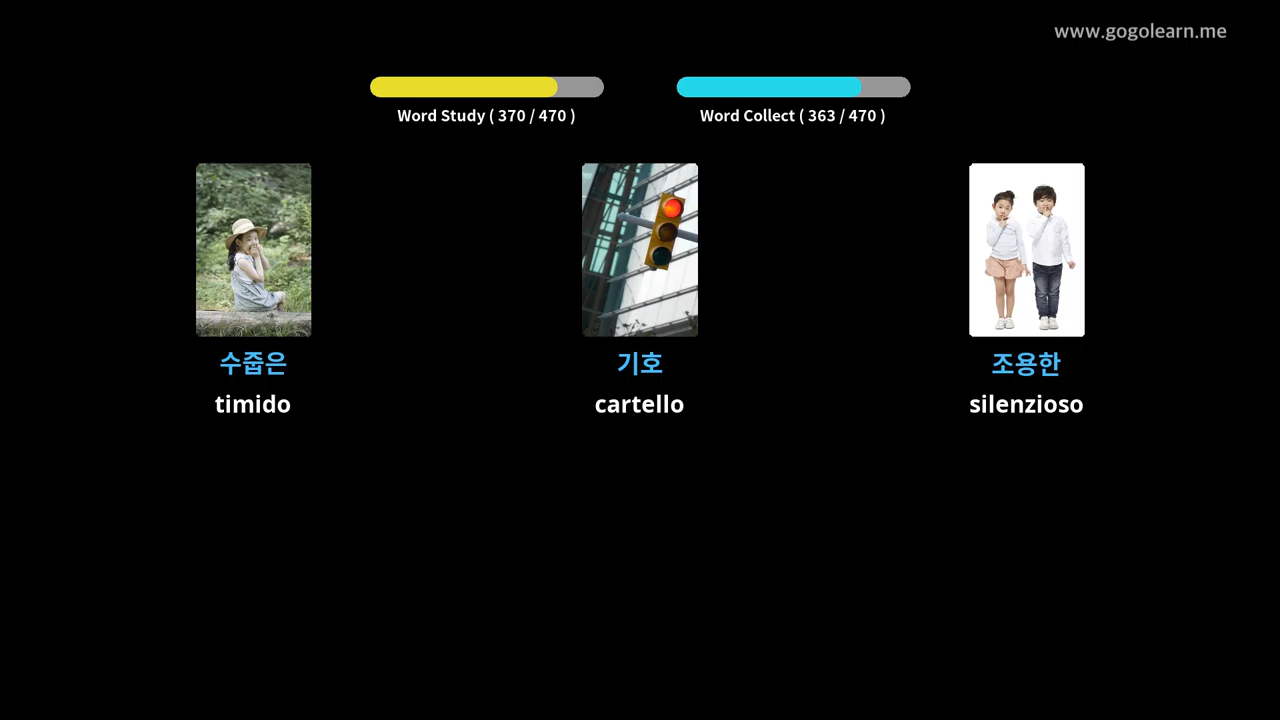 www.gogolearn.me
Word Study ( 370 / 470 )
Word Collect ( 363 / 470 )
수줍은
기호
조용한
timido
cartello
silenzioso